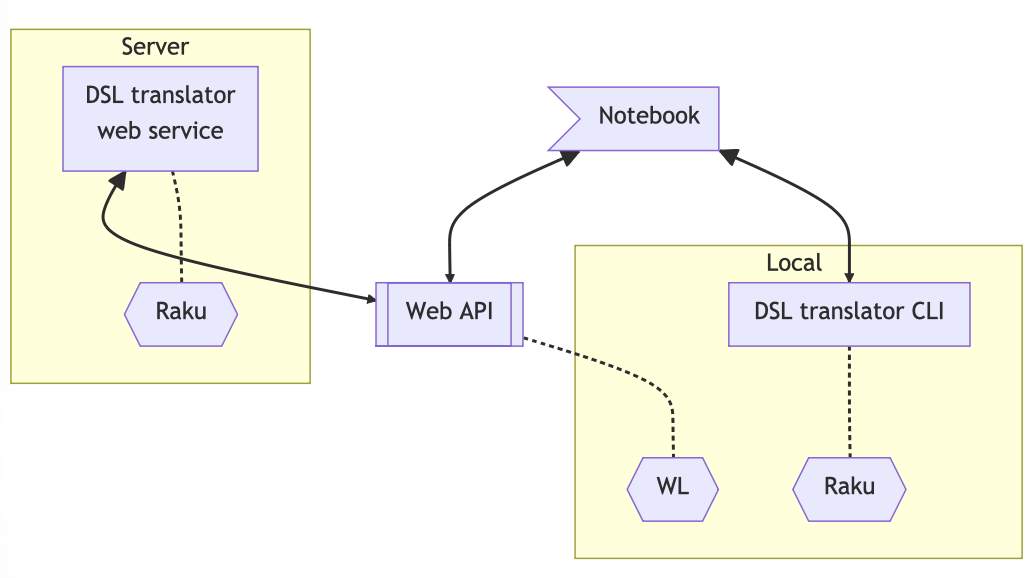 Server
DSL translator
web service
Notebook
Local
Raku
Web API
DSL translator CLI
WL
Raku